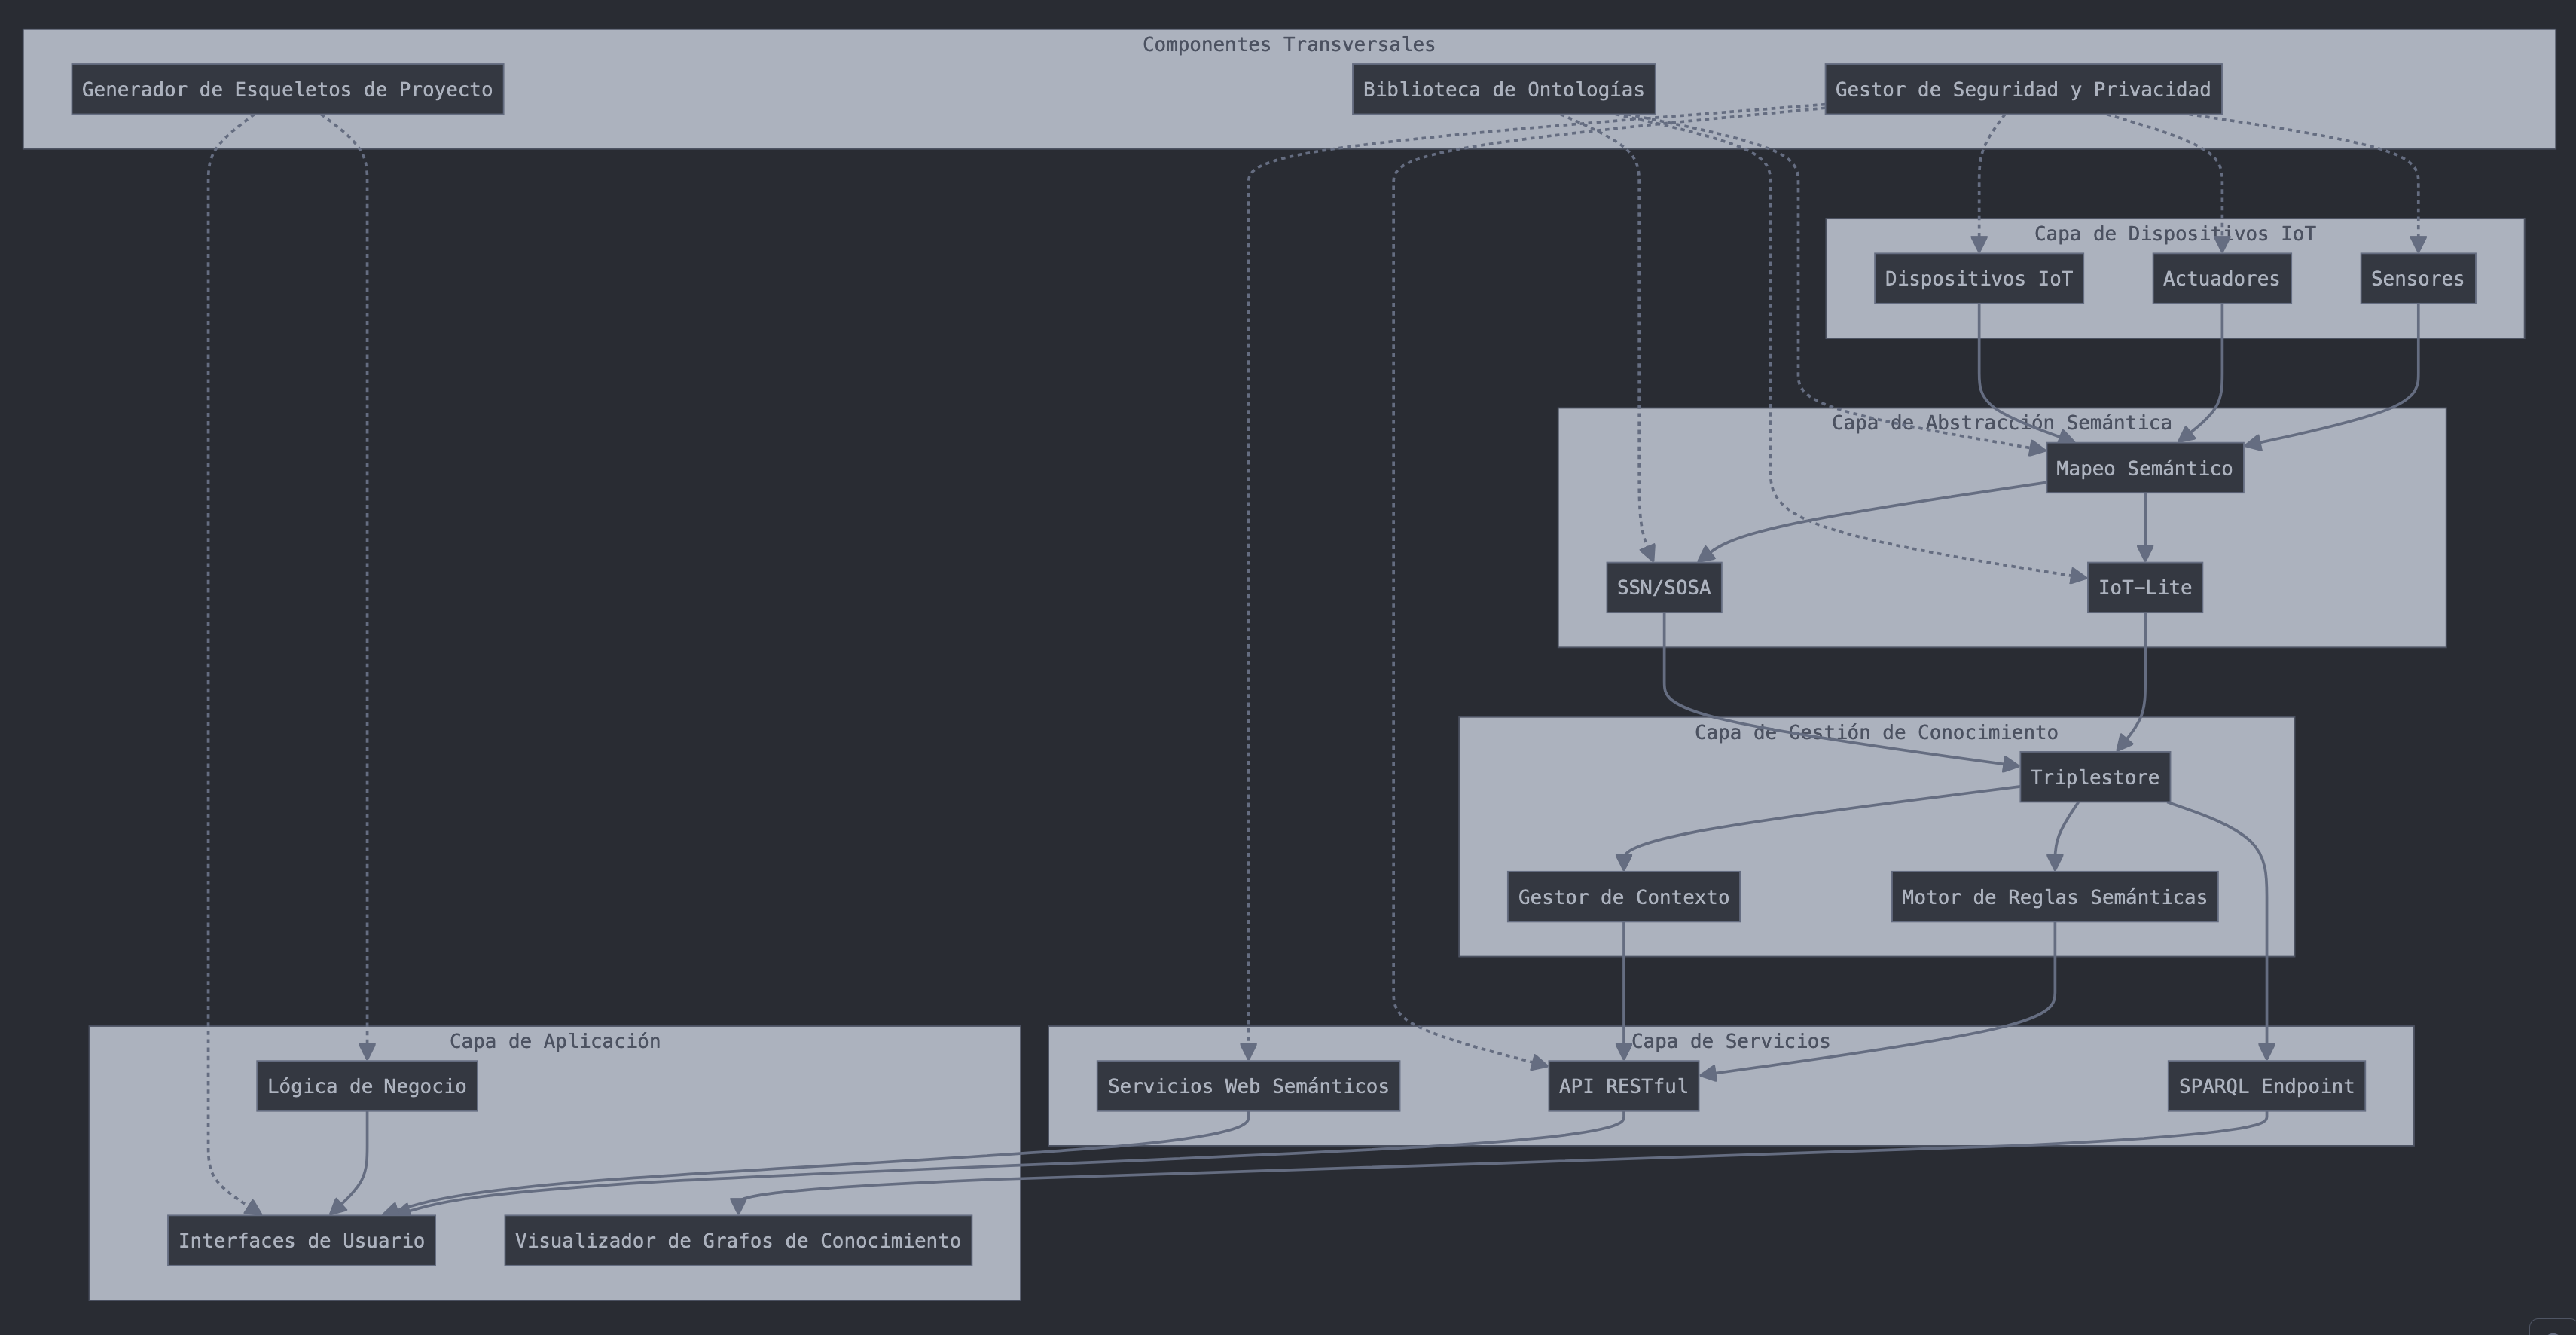 Componentes Transversales
Generador de Esqueletos de Proyecto
Biblioteca de Ontologías
Gestor de Seguridad y Privacidad
Capa de Dispositivos IoT
Dispositivos IoT
Actuadores
Sensores
Capa de Abstracción Semántica
Mapeo Semántico
SSN/SOSA
IoT-Lite
Capa de Gestión de Conocimiento
Triplestore
Gestor de Contexto
Motor de Reglas Semánticas
Capa de Aplicación
Capa de Servicios
Lógica de Negocio
Servicios Web Semánticos
API RESTful
SPARQL Endpoint
Interfaces de Usuario
Visualizador de Grafos de Conocimiento